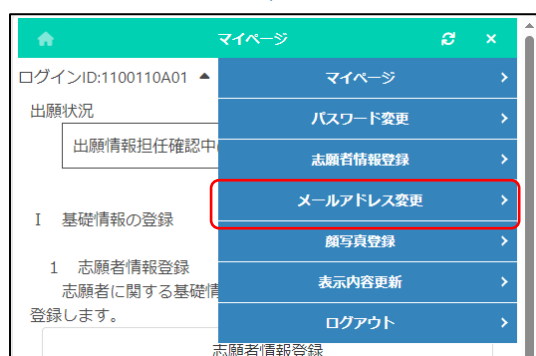 マイページ
ログインID:1100110A01 ▲
マイページ
パスワード変更
志願者情報登録
メールアドレス変更
顔写真登録
表示内容更新
ログアウト
出願状況
出願情報担任確認中
I 基礎情報の登録
1 志願者情報登録
志願者に関する基礎情
登録します。
志願者情報登録